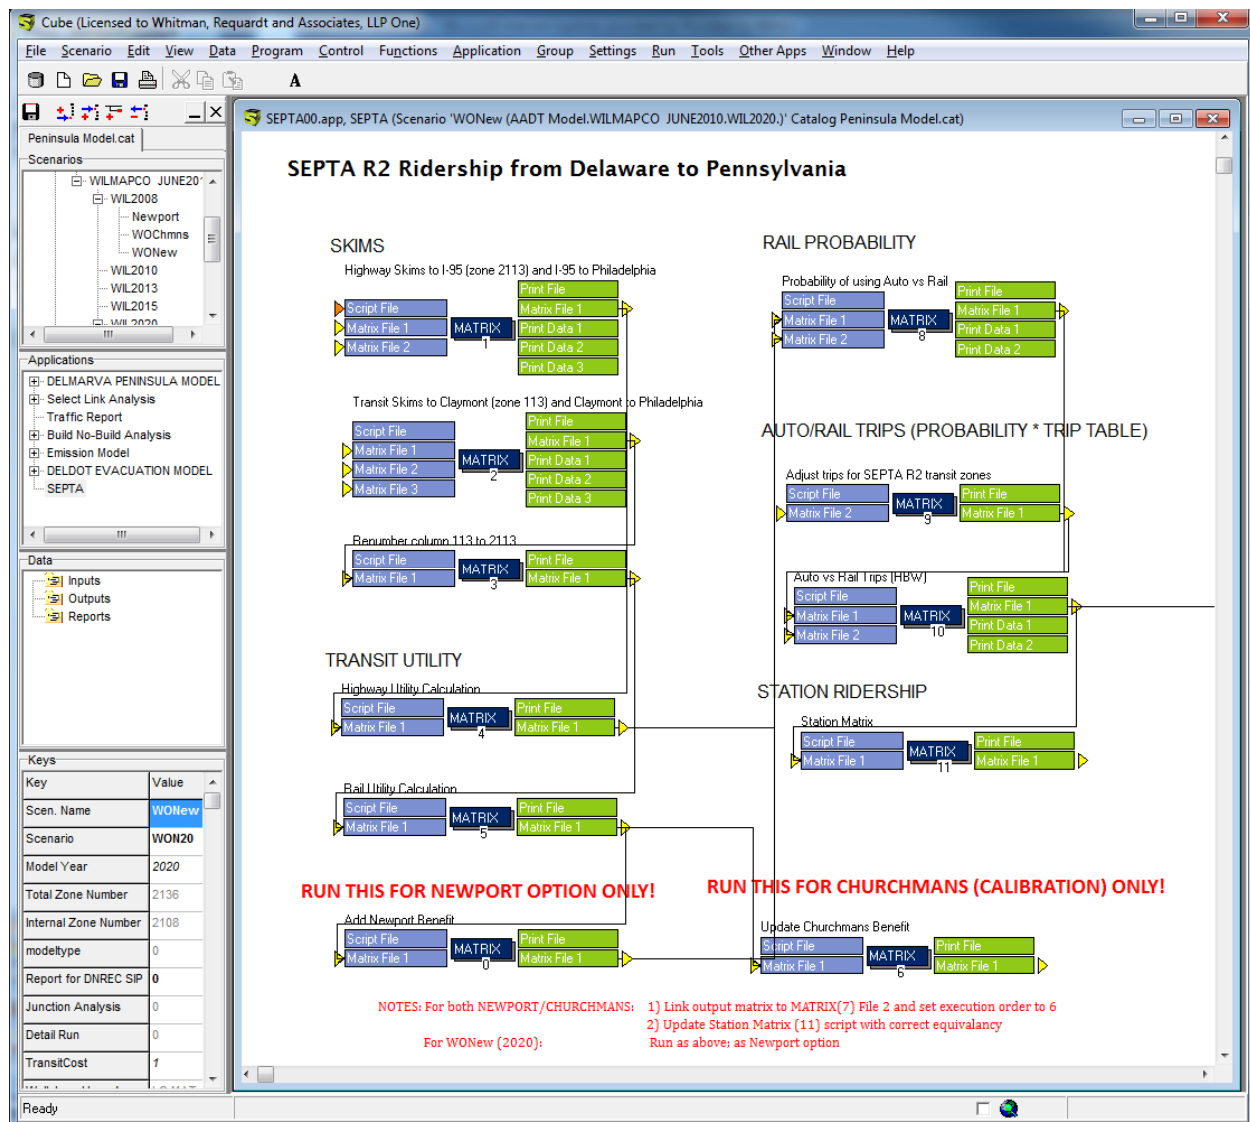 Cube (Licensed to Whitman, Requardt and Associates, LLP One)
File Scenario Edit View Data Program Control Functions Application Group Settings Run Tools Other Apps Window Help
A
Peninsula Model.cat
Scenarios
WILMAPCO JUNE20
WIL2008
Newport
WOChmns
WONew
WIL2010
WIL2013
WIL2015
WIL2020
Applications
DELMARVA PENINSULA MODEL
Select Link Analysis
Traffic Report
Build No-Build Analysis
Emission Model
DELDOT EVACUATION MODEL
SEPTA
Data
Inputs
Outputs
Reports
Keys
Key Value
Scen. Name WONew
Scenario WON20
Model Year 2020
Total Zone Number 2136
Internal Zone Number 2108
modeltype 0
Report for DNREC SIP 0
Junction Analysis 0
Detail Run 0
TransitCost 1
Ready
SEPTA00.app, SEPTA (Scenario 'WONew (AADT Model.WILMAPCO JUNE2010.WIL2020.)' Catalog Peninsula Model.cat)
SEPTA R2 Ridership from Delaware to Pennsylvania
SKIMS
Highway Skims to I-95 (zone 2113) and I-95 to Philadelphia
Print File
Script File Matrix File 1
Matrix File 1 MATRIX Print Data 1
Matrix File 2 1 Print Data 2
Print Data 3
Transit Skims to Claymont (zone 113) and Claymont to Philadelphia
Print File
Script File Matrix File 1
Matrix File 1 MATRIX Print Data 1
Matrix File 2 2 Print Data 2
Matrix File 3 Print Data 3
Renumber column 113 to 2113
Script File MATRIX Print File
Matrix File 1 3 Matrix File 1
TRANSIT UTILITY
Highway Utility Calculation
Script File MATRIX Print File
Matrix File 1 4 Matrix File 1
Rail Utility Calculation
Script File MATRIX Print File
Matrix File 1 5 Matrix File 1
RUN THIS FOR NEWPORT OPTION ONLY!
Add Newport Benefit
Script File MATRIX Print File
Matrix File 1 0 Matrix File 1
RAIL PROBABILITY
Probability of using Auto vs Rail
Print File
Script File Matrix File 1
Matrix File 1 MATRIX Print Data 1
Matrix File 2 8 Print Data 2
AUTO/RAIL TRIPS (PROBABILITY * TRIP TABLE)
Adjust trips for SEPTA R2 transit zones
Script File MATRIX Print File
Matrix File 2 9 Matrix File 1
Auto vs Rail Trips (HBW)
Print File
Script File Matrix File 1
Matrix File 1 MATRIX Print Data 1
Matrix File 2 10 Print Data 2
STATION RIDERSHIP
Station Matrix
Script File MATRIX Print File
Matrix File 1 11 Matrix File 1
RUN THIS FOR CHURCHMANS (CALIBRATION) ONLY!
Update Churchmans Benefit
Script File MATRIX Print File
Matrix File 1 6 Matrix File 1
NOTES: For both NEWPORT/CHURCHMANS: 1) Link output matrix to MATRIX(7) File 2 and set execution order to 6
2) Update Station Matrix (11) script with correct equivalancy
For WONew (2020): Run as above; as Newport option